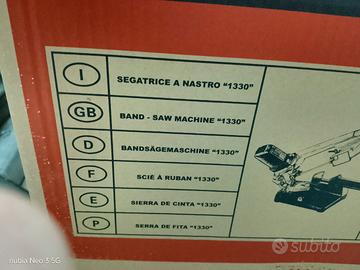 I SEGATRICE A NASTRO “1330”
GB BAND - SAW MACHINE “1330”
D BANDSÄGEMASCHINE “1330”
F SCIÉ À RUBAN “1330”
E SIERRA DE CINTA “1330”
P SERRA DE FITA “1330”
nubia Neo 3 5G
subito